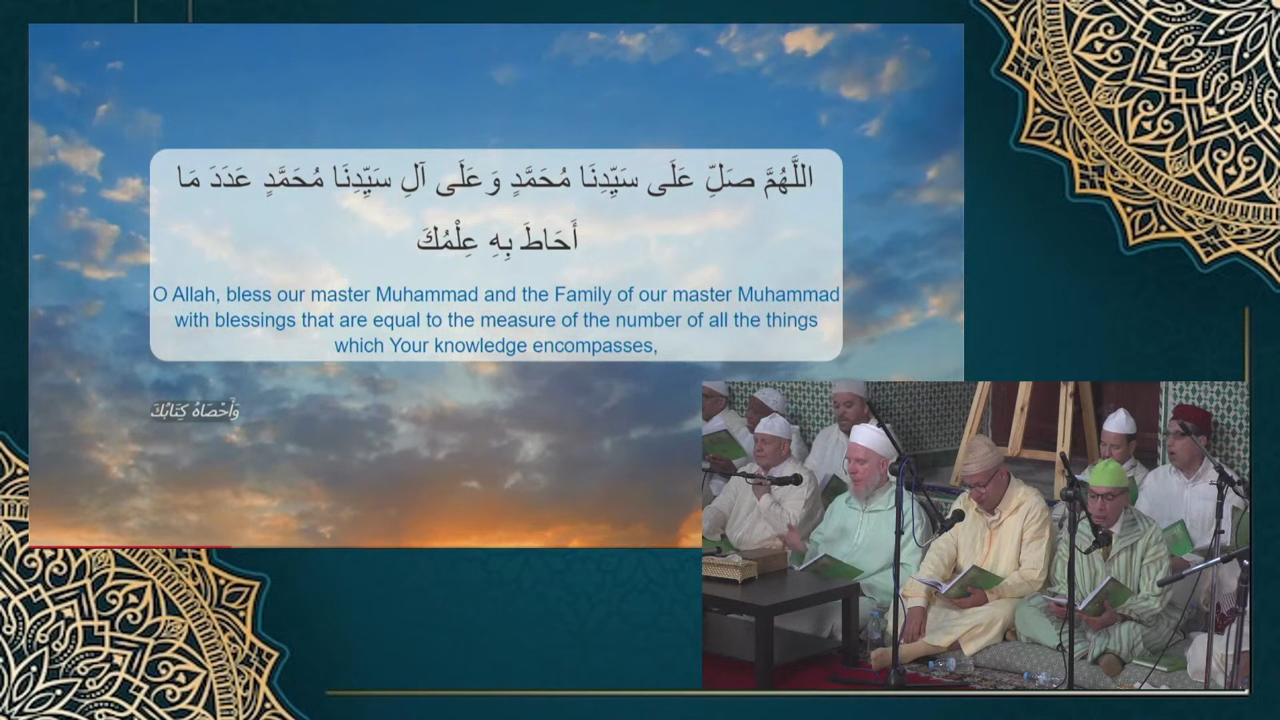 اللَّهُمَّ صَلِّ عَلَى سَيِّدِنَا مُحَمَّدٍ وَعَلَى آلِ سَيِّدِنَا مُحَمَّدٍ عَدَدَ مَا
أَحَاطَ بِهِ عِلْمُكَ
O Allah, bless our master Muhammad and the Family of our master Muhammad
with blessings that are equal to the measure of the number of all the things
which Your knowledge encompasses,
وَأَحْصَاهُ كِتَابُكَ